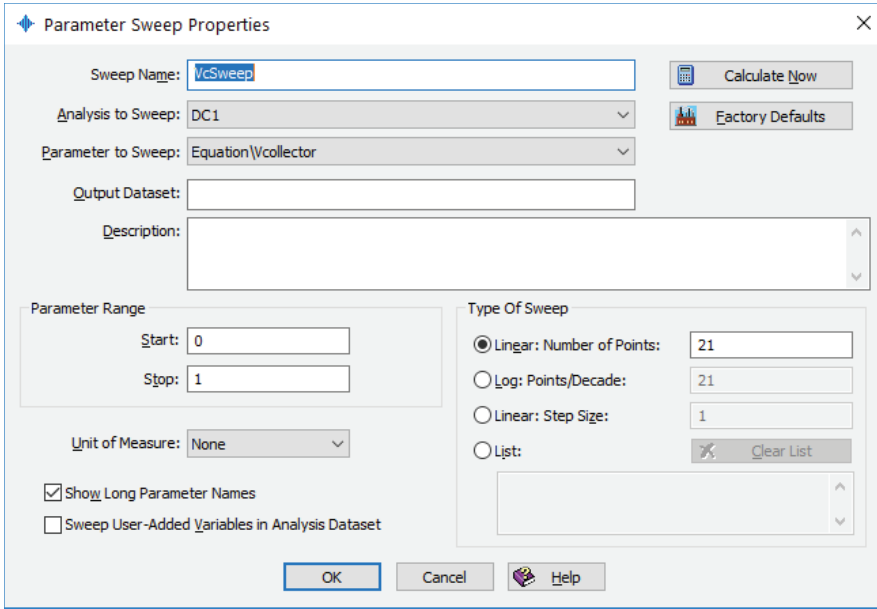 Parameter Sweep Properties
Sweep Name: VcSweep
Calculate Now
Analysis to Sweep: DC1
Factory Defaults
Parameter to Sweep: Equation\Vcollector
Output Dataset:
Description:
Parameter Range
Start: 0
Stop: 1
Unit of Measure: None
Show Long Parameter Names
Sweep User-Added Variables in Analysis Dataset
Type Of Sweep
Linear: Number of Points: 21
Log: Points/Decade: 21
Linear: Step Size: 1
List: Clear List
OK Cancel Help